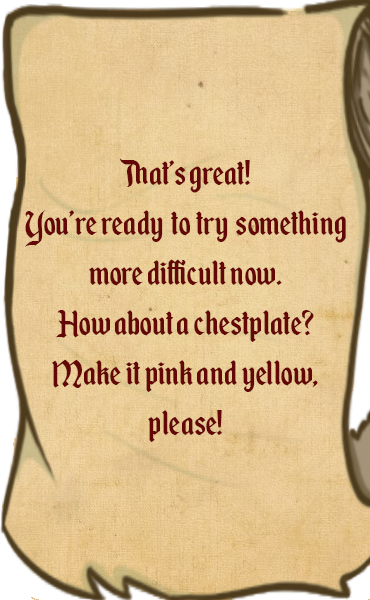 That's great!
You're ready to try something
more difficult now.
How about a chestplate?
Make it pink and yellow,
please!